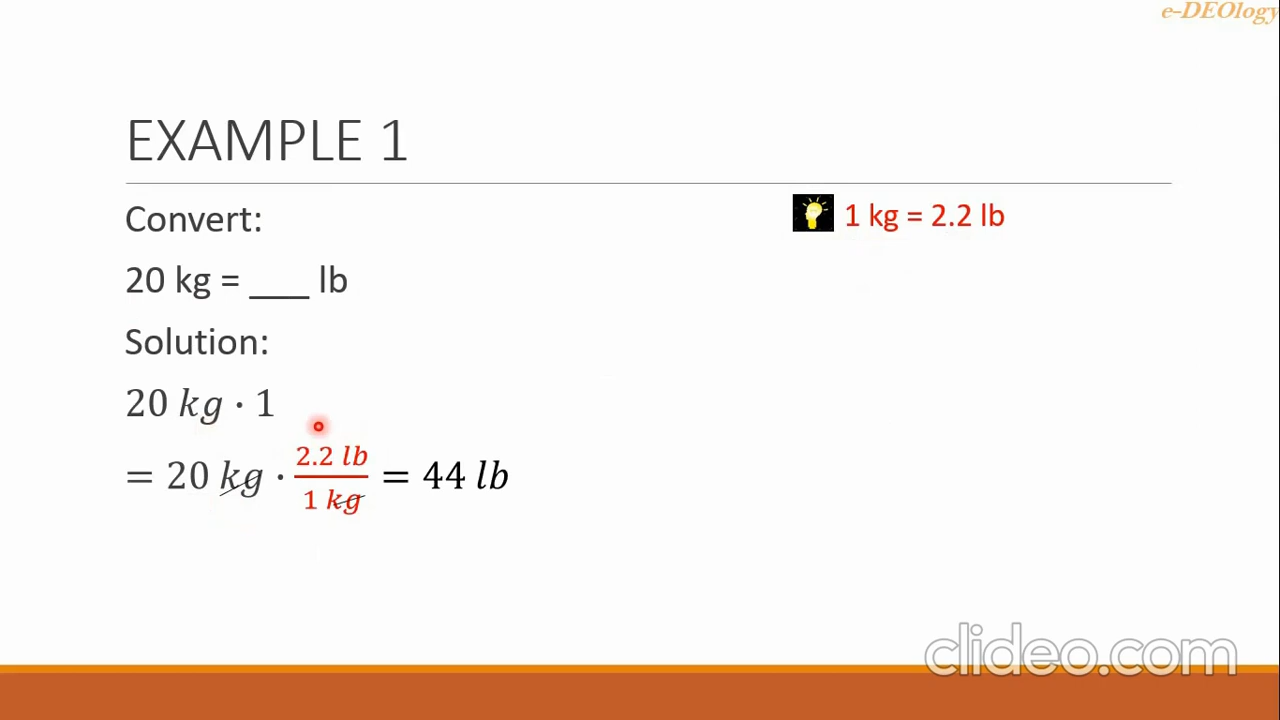 e-DEOlogy
EXAMPLE 1
Convert:
1 kg = 2.2 lb
20 kg = ___ lb
Solution:
20 kg · 1
= 20 kg · 2.2 lb / 1 kg = 44 lb
clideo.com